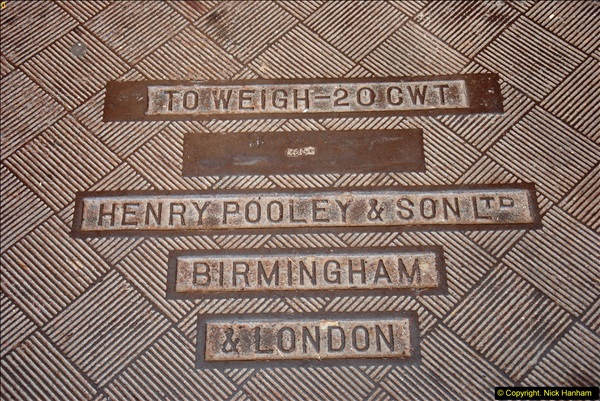 TO WEIGH=20 CWT
HENRY POOLEY & SON LTD
BIRMINGHAM
& LONDON
© Copyright. Nick Hanham